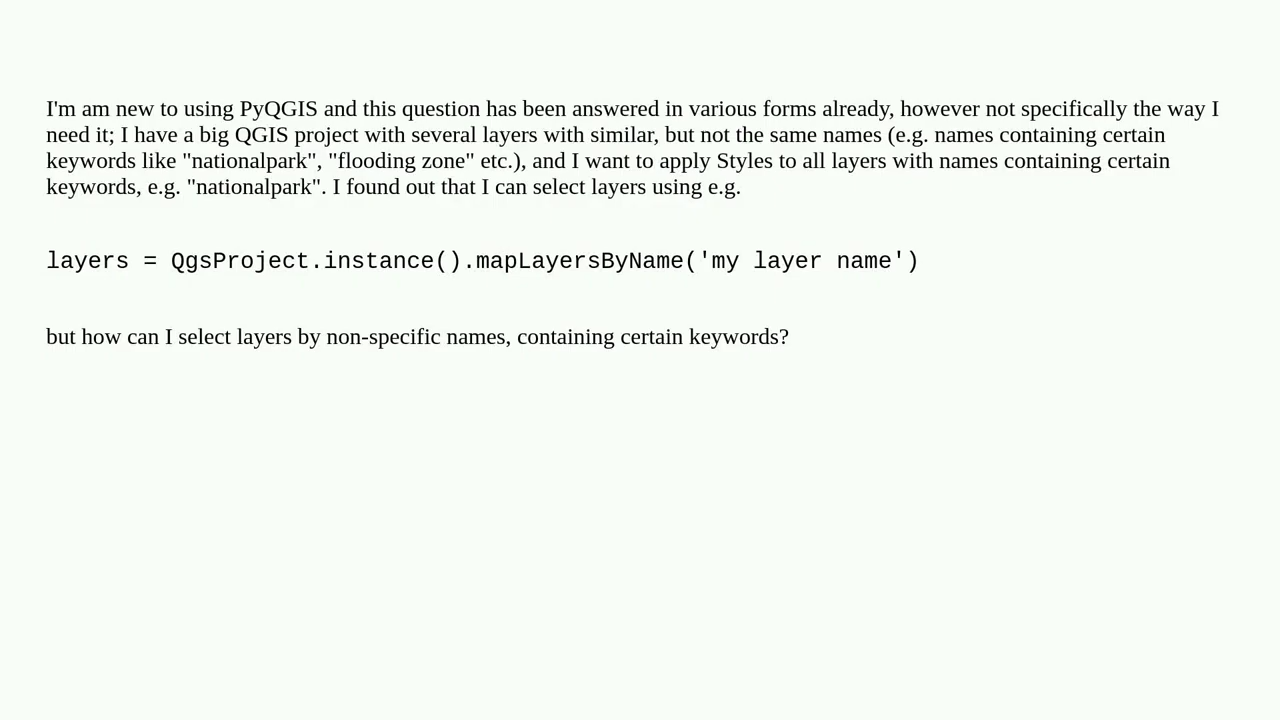 I'm am new to using PyQGIS and this question has been answered in various forms already, however not specifically the way I
need it; I have a big QGIS project with several layers with similar, but not the same names (e.g. names containing certain
keywords like "nationalpark", "flooding zone" etc.), and I want to apply Styles to all layers with names containing certain
keywords, e.g. "nationalpark". I found out that I can select layers using e.g.
layers = QgsProject.instance().mapLayersByName('my layer name')
but how can I select layers by non-specific names, containing certain keywords?